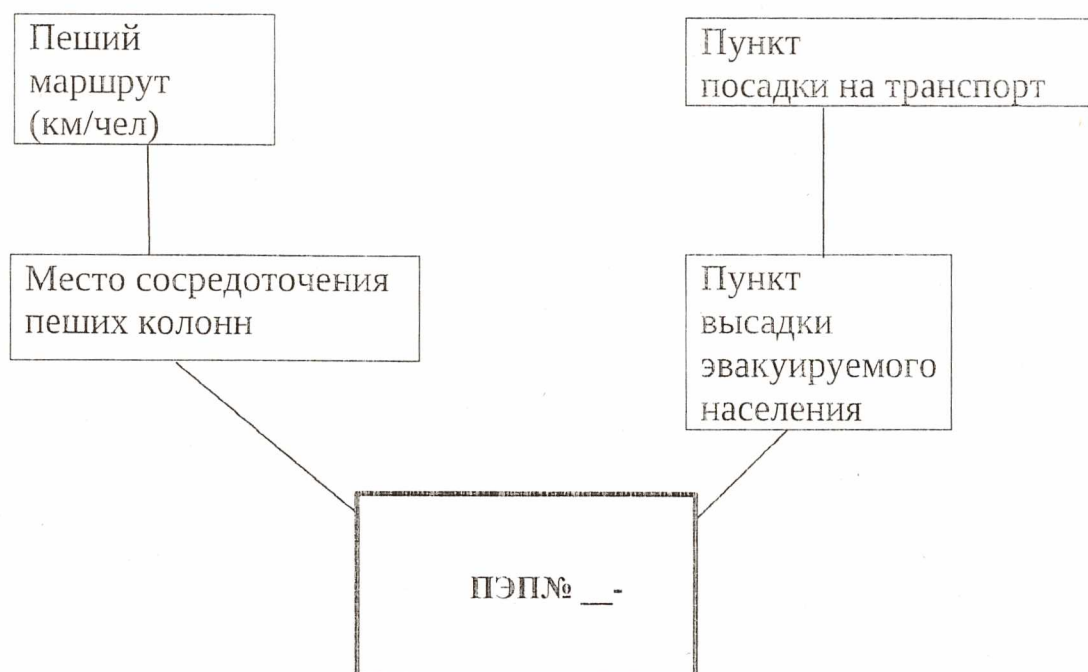 Пеший
маршрут
(км/чел)
Пункт
посадки на транспорт
Место сосредоточения
пеших колонн
Пункт
высадки
эвакуируемого
населения
ПЭП№ __-